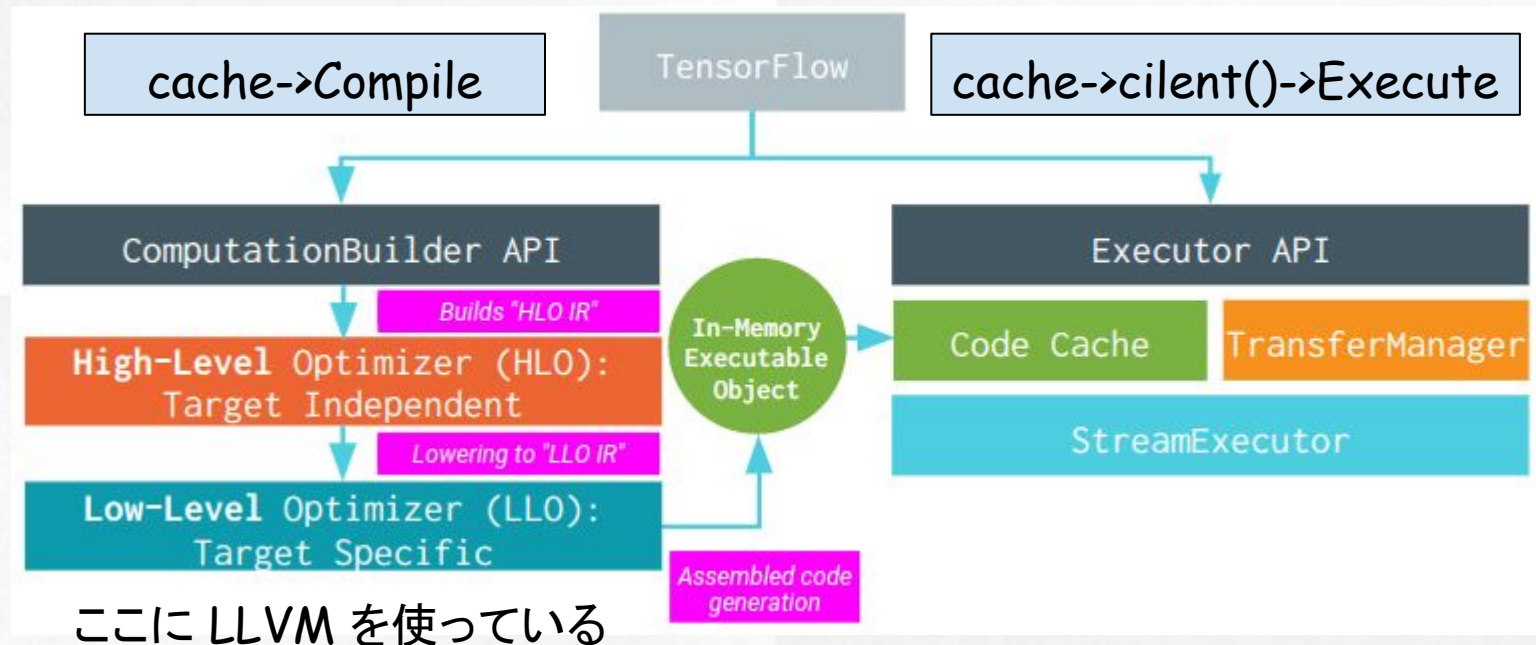 cache->Compile
TensorFlow
cache->cilent()->Execute
ComputationBuilder API
Builds "HLO IR"
High-Level Optimizer (HLO):
Target Independent
Lowering to "LLO IR"
Low-Level Optimizer (LLO):
Target Specific
ここに LLVM を使っている
In-Memory
Executable
Object
Assembled code
generation
Executor API
Code Cache
TransferManager
StreamExecutor